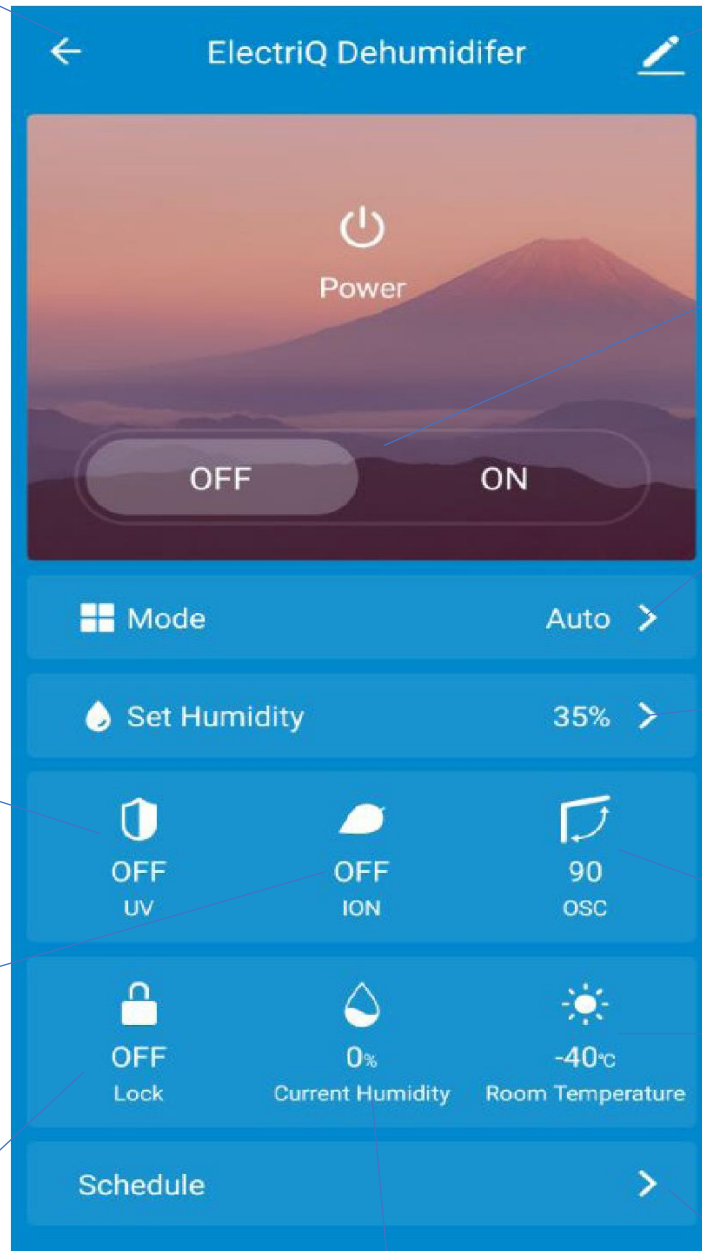 ElectriQ Dehumidifer
Power
OFF ON
Mode Auto
Set Humidity 35%
OFF OFF 90
UV ION OSC
OFF 0% -40℃
Lock Current Humidity Room Temperature
Schedule